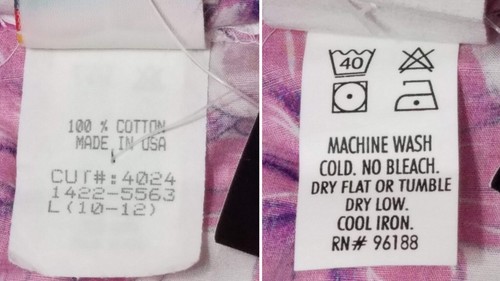 100 % COTTON
MADE IN USA
CUT#:4024
1422-5563
L(10-12)
40
MACHINE WASH
COLD. NO BLEACH.
DRY FLAT OR TUMBLE
DRY LOW.
COOL IRON.
RN# 96188